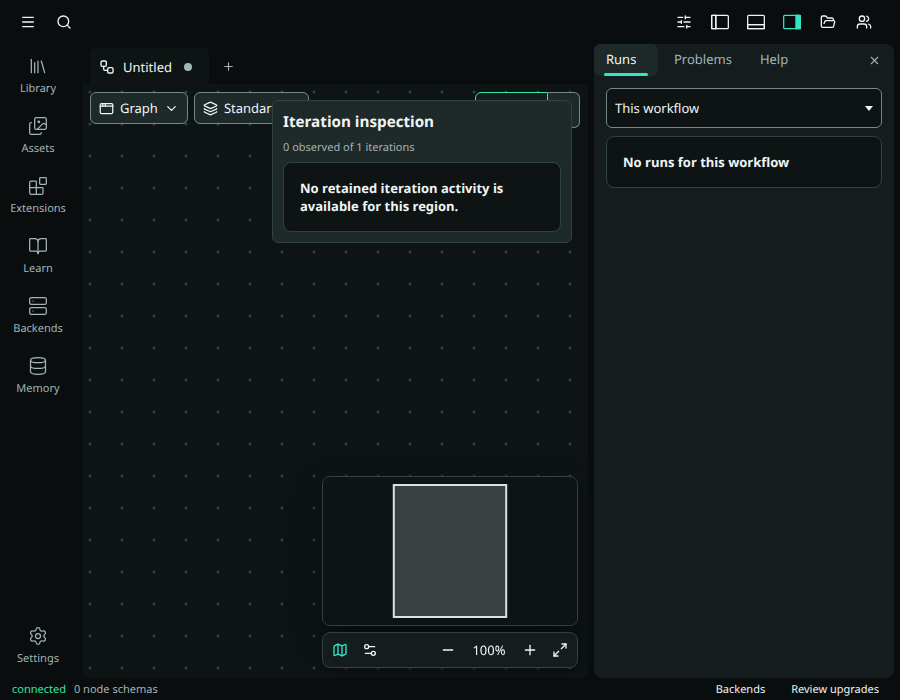 Library
Assets
Extensions
Learn
Backends
Memory
Settings
Untitled
Graph
Iteration inspection
0 observed of 1 iterations
No retained iteration activity is
available for this region.
100%
Runs
Problems
Help
This workflow
No runs for this workflow
connected
0 node schemas
Backends
Review upgrades